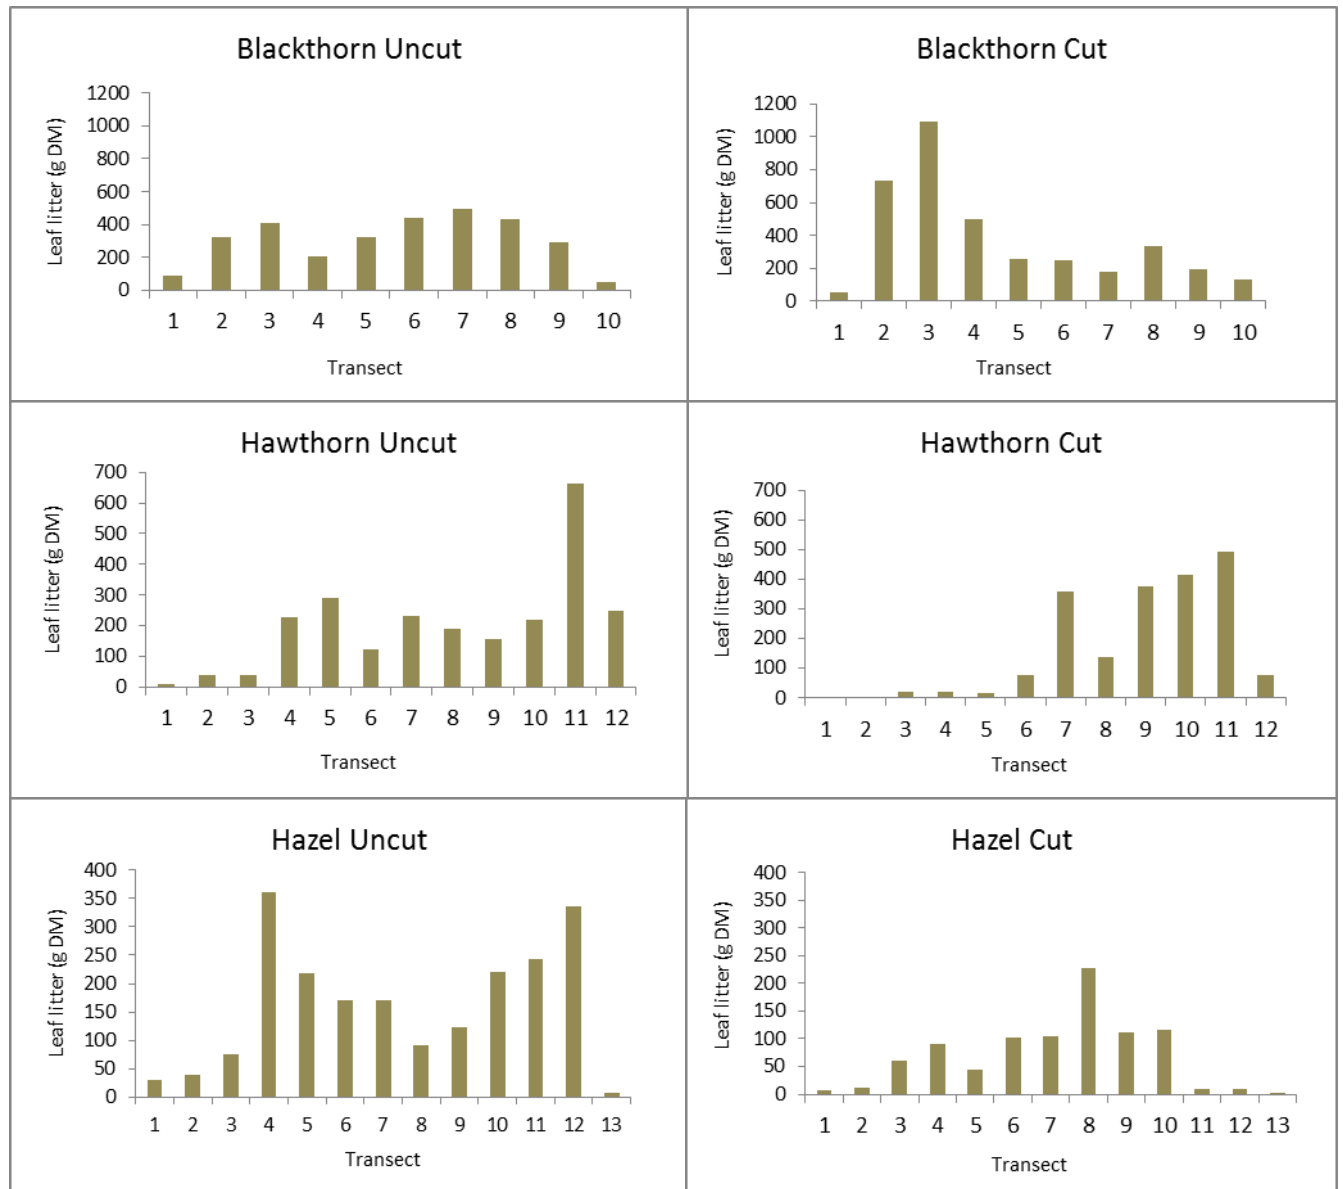 Blackthorn Uncut
Leaf litter (g DM)
1200
1000
800
600
400
200
0
1 2 3 4 5 6 7 8 9 10
Transect
Blackthorn Cut
Leaf litter (g DM)
1200
1000
800
600
400
200
0
1 2 3 4 5 6 7 8 9 10
Transect
Hawthorn Uncut
Leaf litter (g DM)
700
600
500
400
300
200
100
0
1 2 3 4 5 6 7 8 9 10 11 12
Transect
Hawthorn Cut
Leaf litter (g DM)
700
600
500
400
300
200
100
0
1 2 3 4 5 6 7 8 9 10 11 12
Transect
Hazel Uncut
Leaf litter (g DM)
400
350
300
250
200
150
100
50
0
1 2 3 4 5 6 7 8 9 10 11 12 13
Transect
Hazel Cut
Leaf litter (g DM)
400
350
300
250
200
150
100
50
0
1 2 3 4 5 6 7 8 9 10 11 12 13
Transect